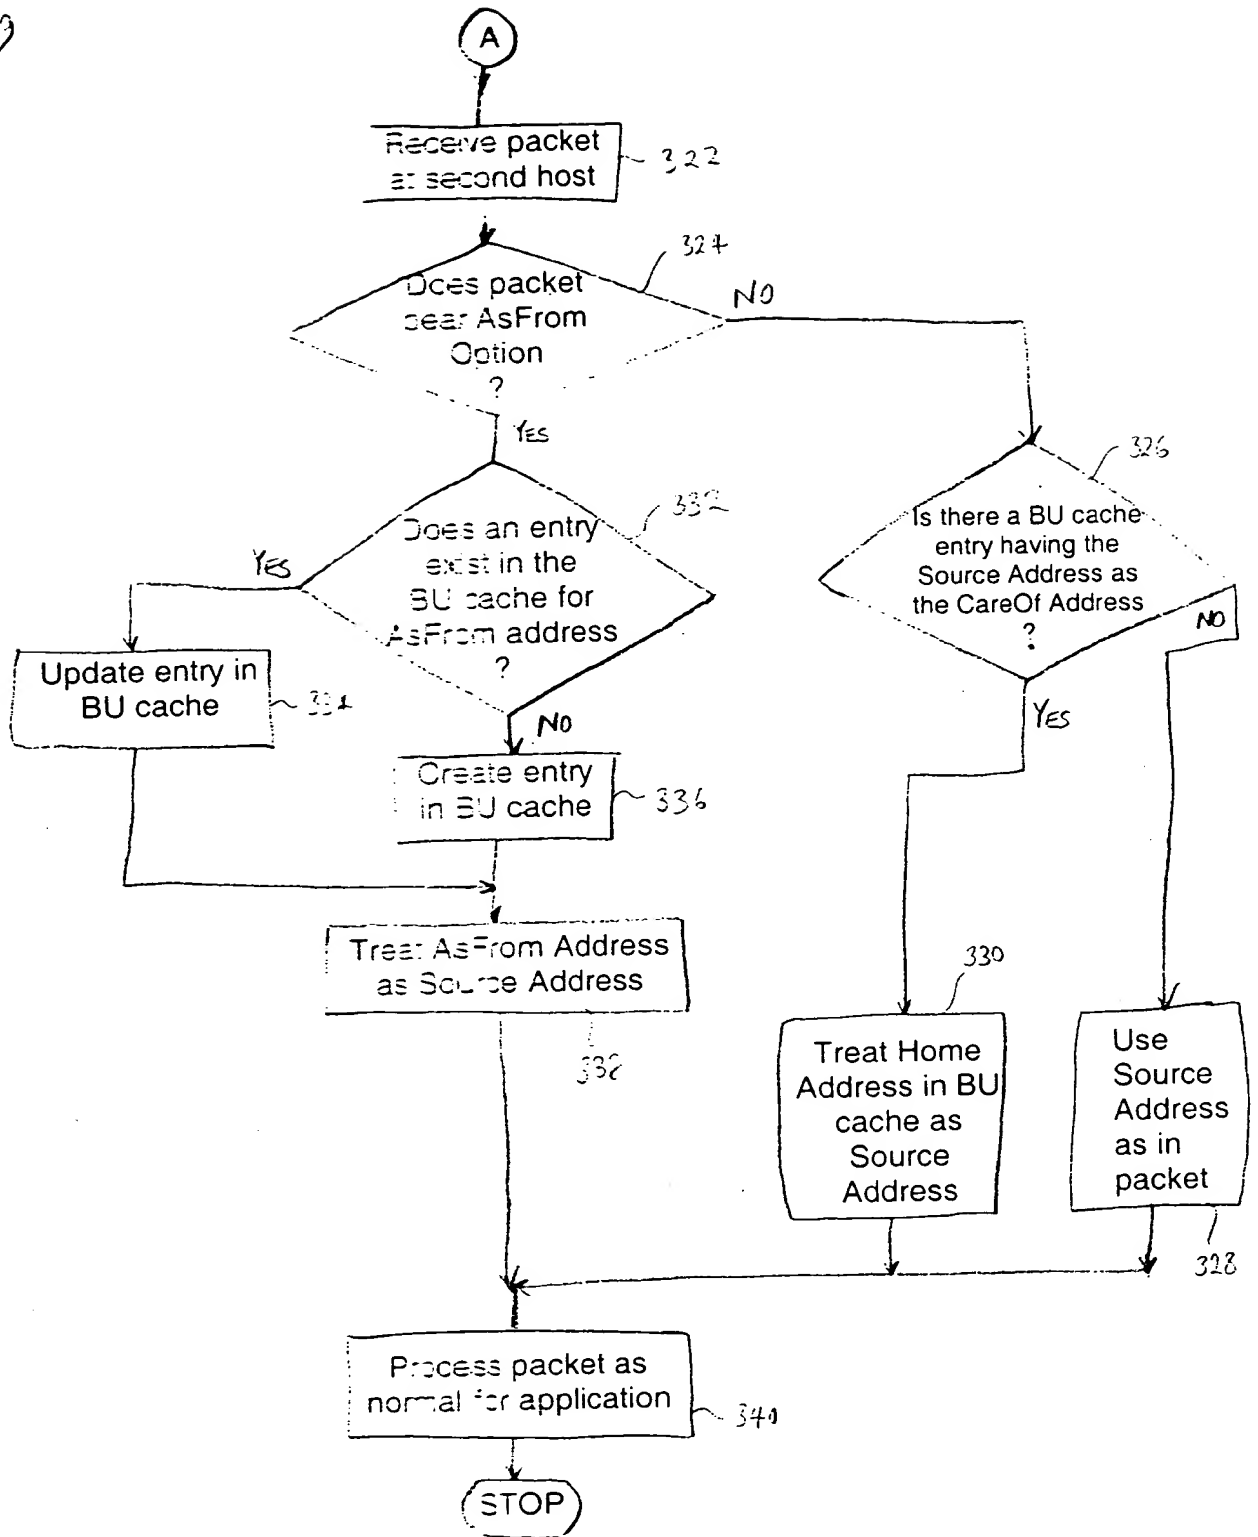 A
Receive packet
at second host
322
324
Does packet
bear AsFrom
Option
?
NO
YES
326
332
Does an entry
exist in the
BU cache for
AsFrom address
?
YES
Is there a BU cache
entry having the
Source Address as
the CareOf Address
?
NO
Update entry in
BU cache
NO
YES
Create entry
in BU cache
336
Treat AsFrom Address
as Source Address
338
330
Treat Home
Address in BU
cache as
Source
Address
Use
Source
Address
as in
packet
328
Process packet as
normal for application
340
STOP